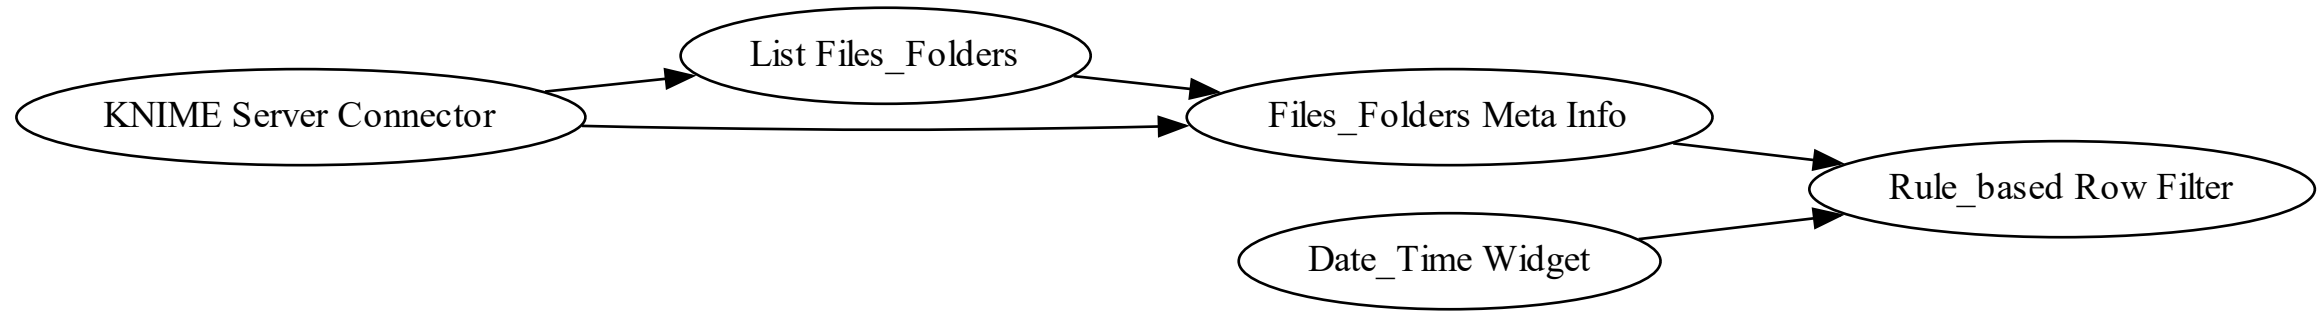 List Files_Folders
KNIME Server Connector
Files_Folders Meta Info
Rule_based Row Filter
Date_Time Widget